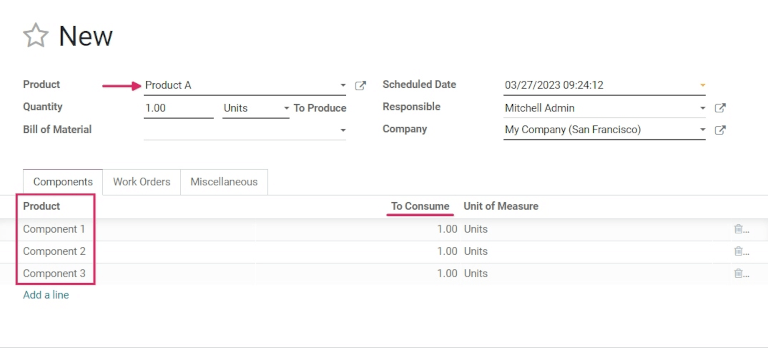 New
Product Product A Scheduled Date 03/27/2023 09:24:12
Quantity 1.00 Units To Produce Responsible Mitchell Admin
Bill of Material Company My Company (San Francisco)
Components Work Orders Miscellaneous
Product To Consume Unit of Measure
Component 1 1.00 Units ...
Component 2 1.00 Units ...
Component 3 1.00 Units ...
Add a line